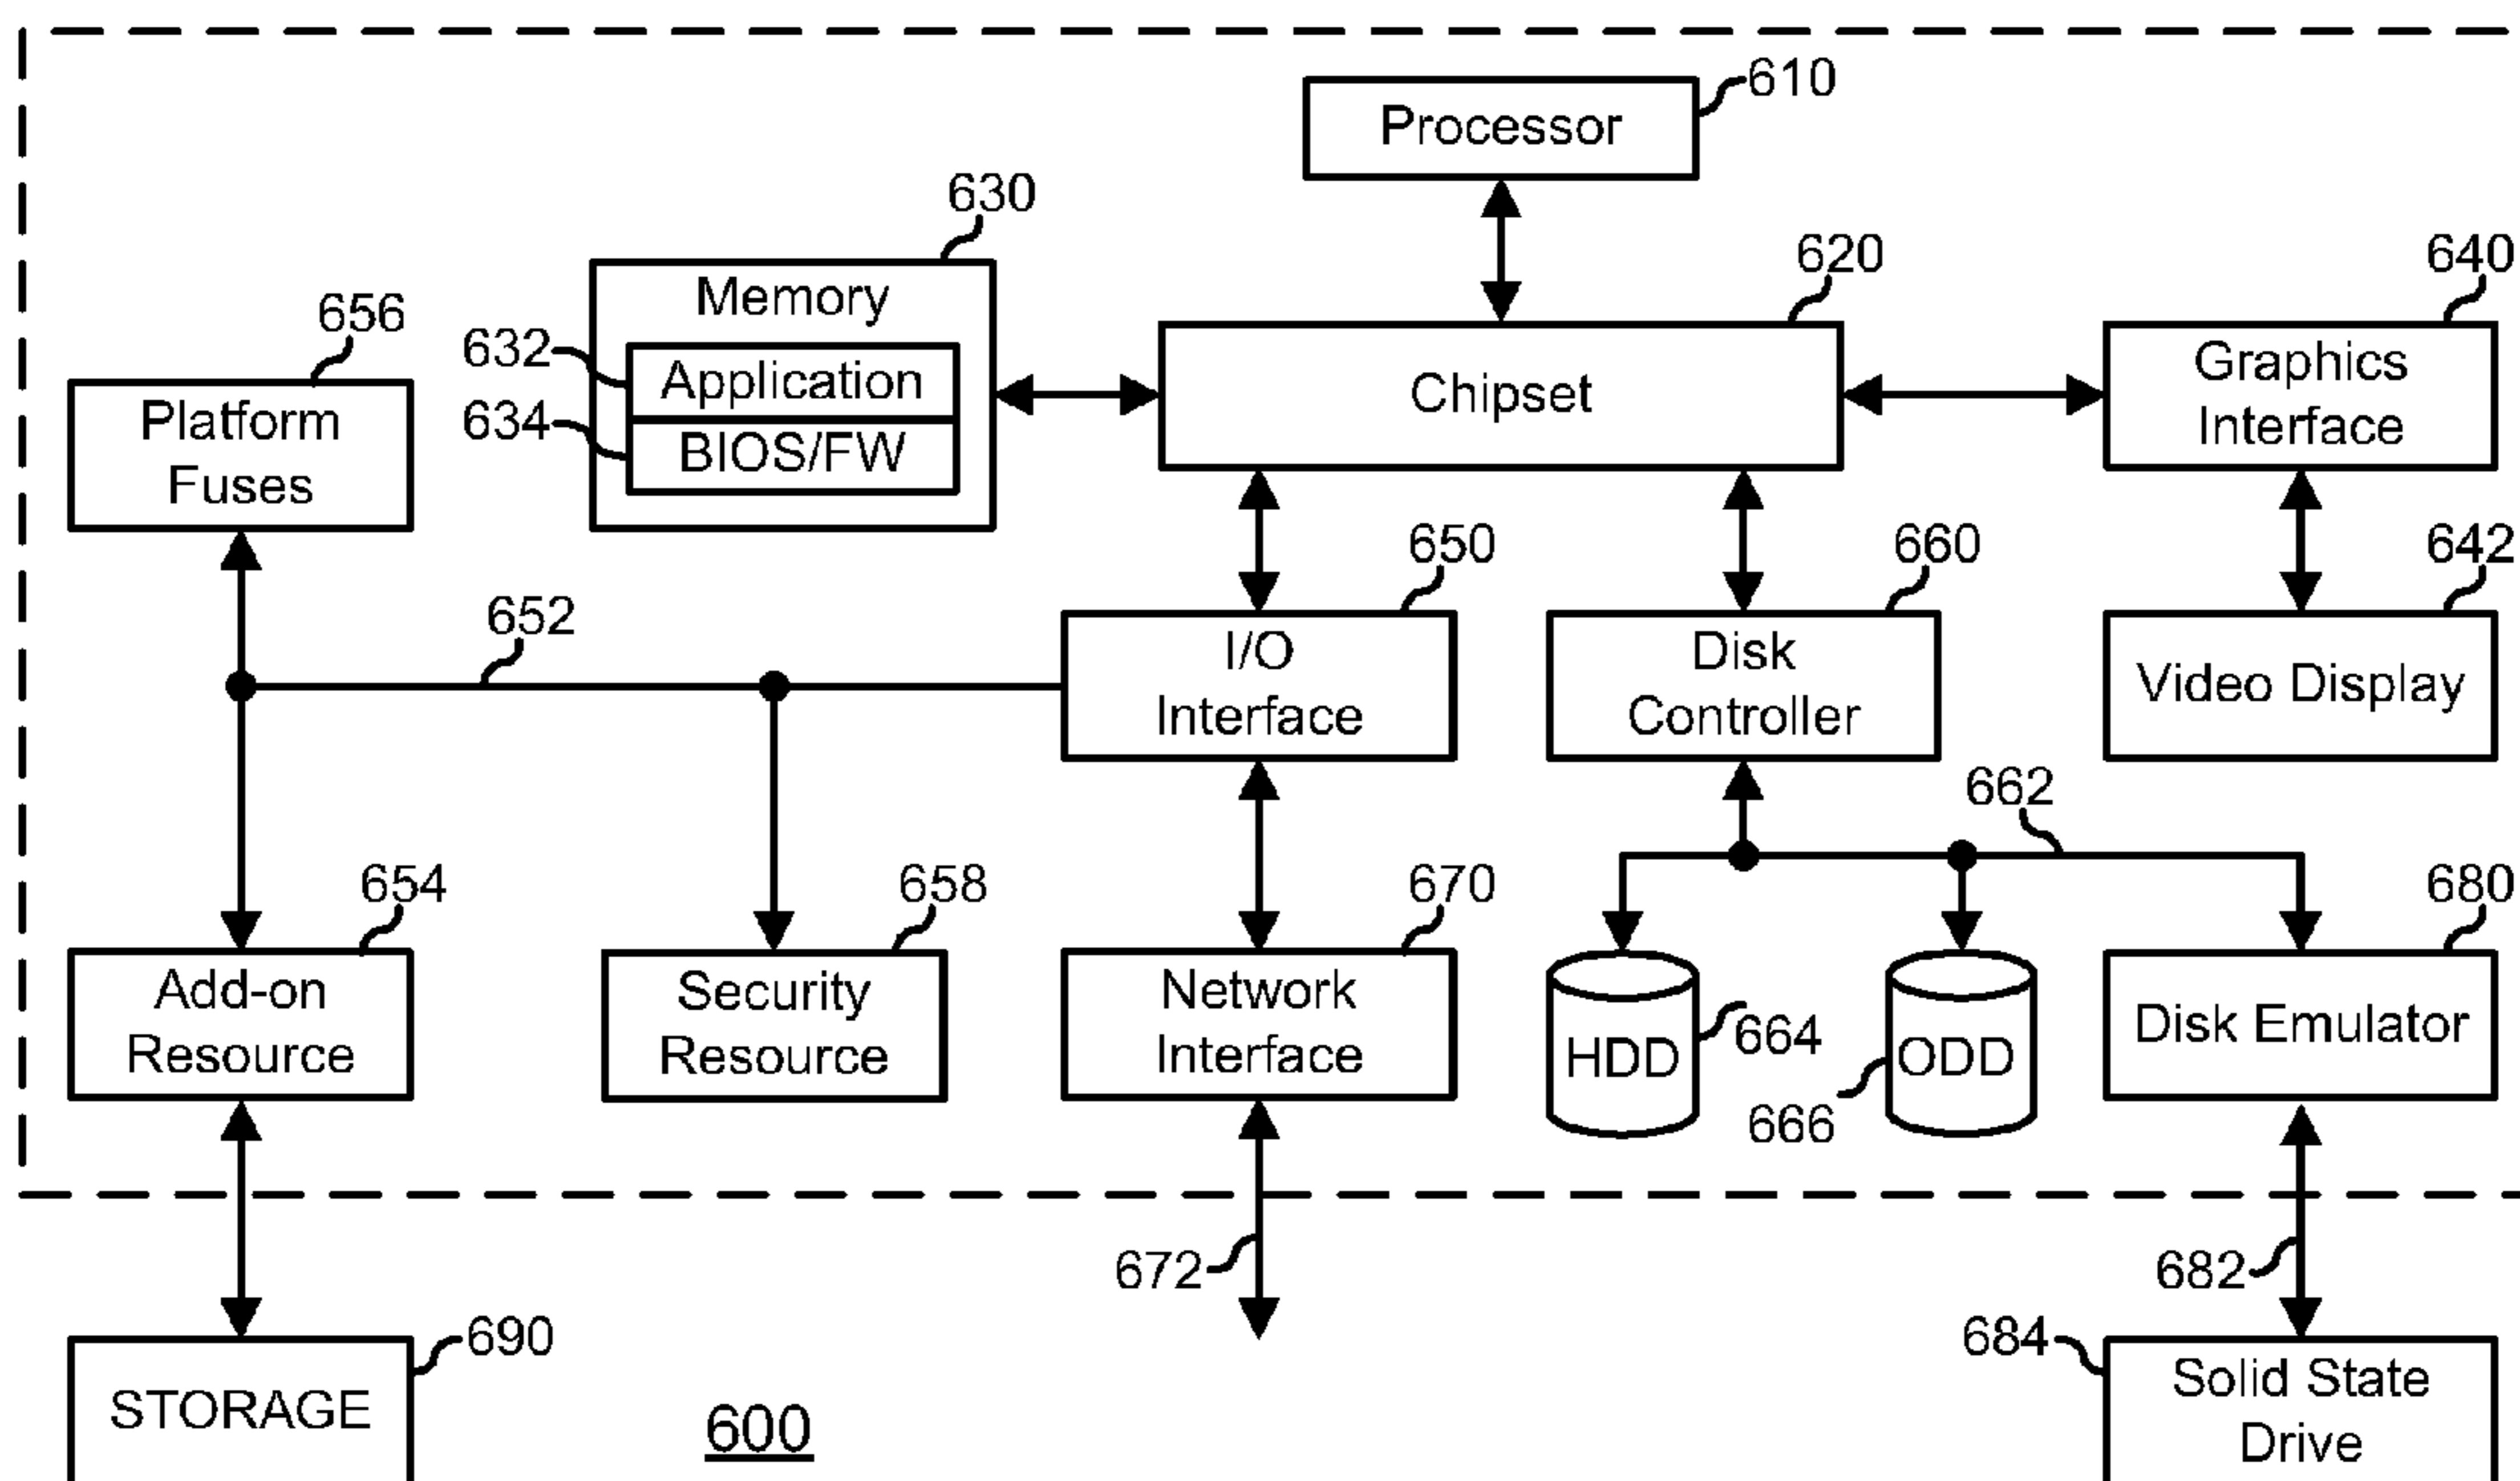 610
Processor
630
620
640
Memory
656
632
Application
634
BIOS/FW
Chipset
Graphics
Interface
Platform
Fuses
650
660
642
652
I/O
Interface
Disk
Controller
Video Display
662
654
658
670
680
Add-on
Resource
Security
Resource
Network
Interface
HDD
664
ODD
666
Disk Emulator
672
682
690
684
STORAGE
600
Solid State
Drive